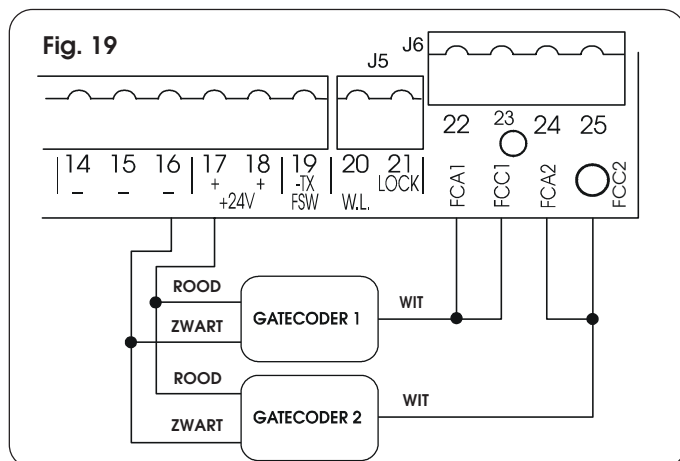 Fig. 19
J5
J6
14 15 16 17 18 19 20 21 22 23 24 25
– – – + + -TX LOCK
+24V FSW W.L.
FCA1 FCC1 FCA2 FCC2
ROOD
ZWART
GATECODER 1
WIT
ROOD
ZWART
GATECODER 2
WIT